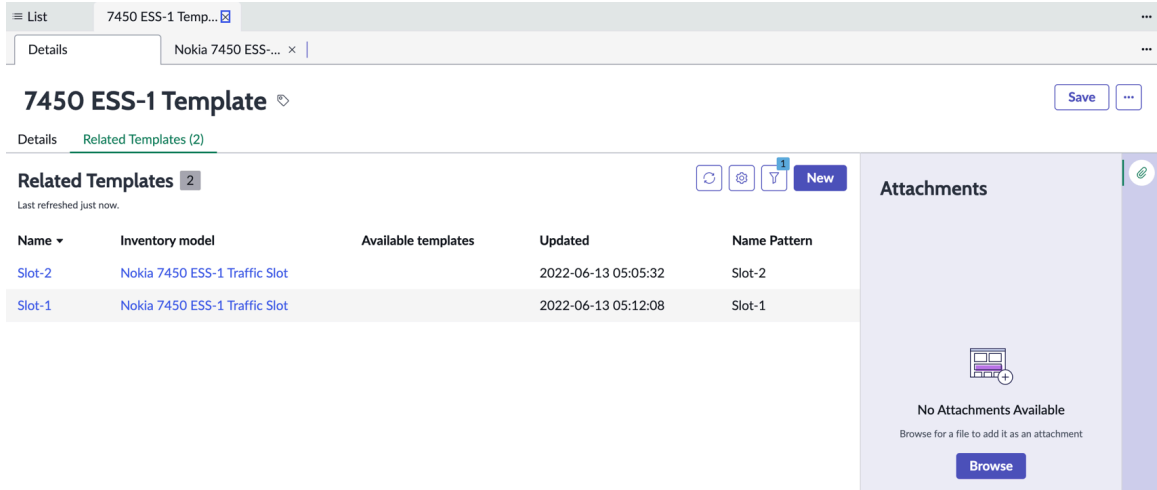 List
7450 ESS-1 Temp...
Details
Nokia 7450 ESS-...
7450 ESS-1 Template
Save
Details
Related Templates (2)
Related Templates 2
1
New
Last refreshed just now.
Name Inventory model Available templates Updated Name Pattern
Slot-2 Nokia 7450 ESS-1 Traffic Slot 2022-06-13 05:05:32 Slot-2
Slot-1 Nokia 7450 ESS-1 Traffic Slot 2022-06-13 05:12:08 Slot-1
Attachments
No Attachments Available
Browse for a file to add it as an attachment
Browse